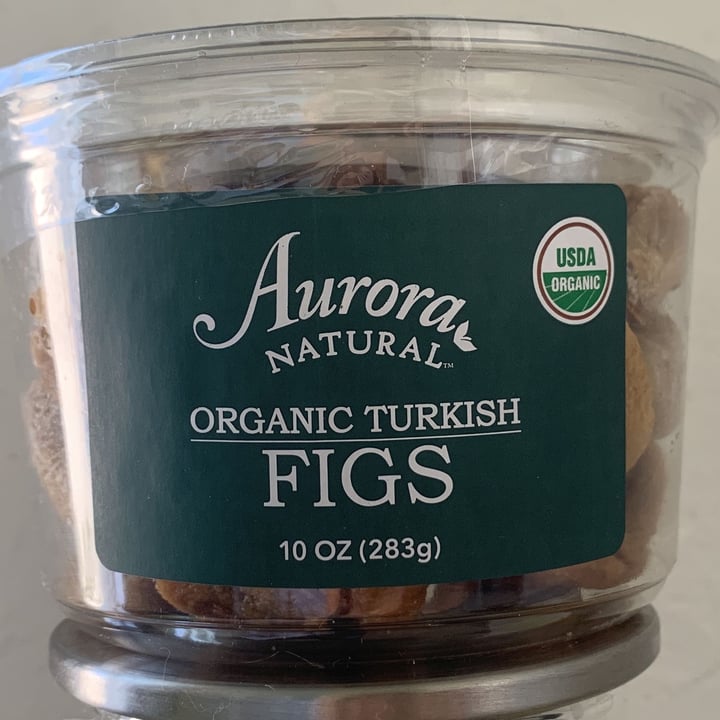 Aurora
NATURAL™
USDA
ORGANIC
ORGANIC TURKISH
FIGS
10 OZ (283g)